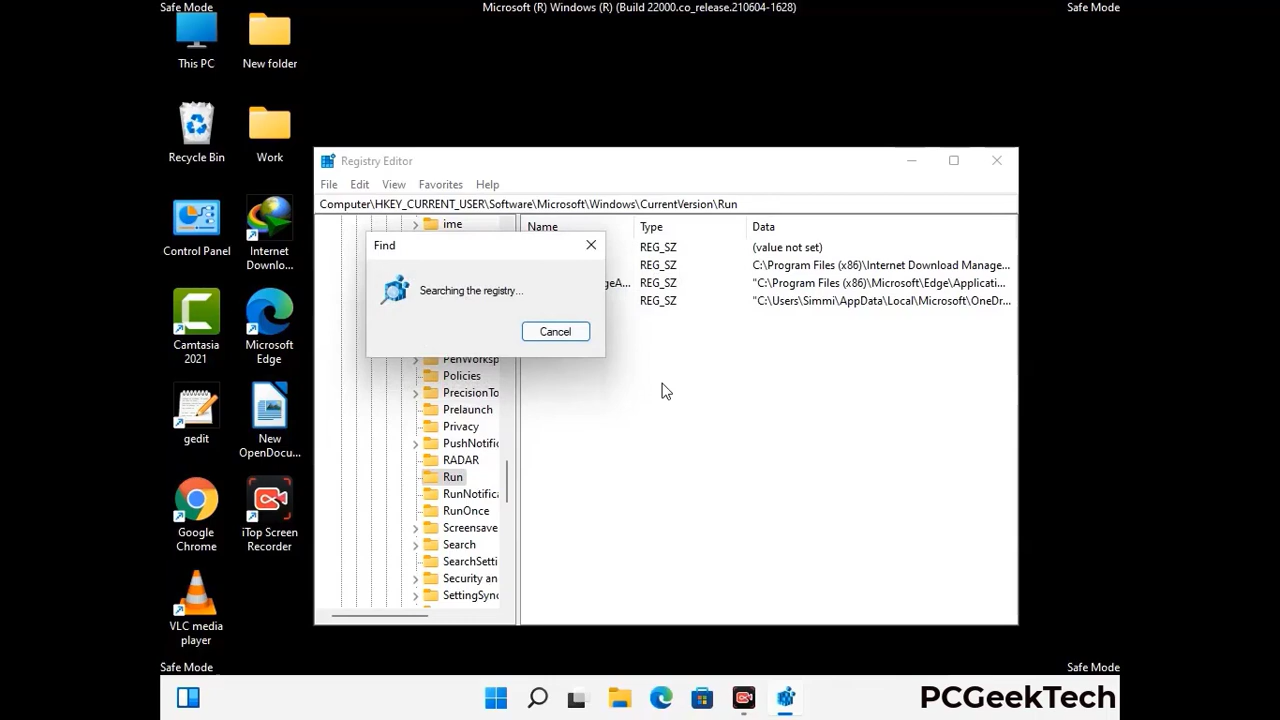 Safe Mode
Microsoft (R) Windows (R) (Build 22000.co_release.210604-1628)
Safe Mode
This PC
New folder
Recycle Bin
Work
Control Panel
Internet
Downlo...
Camtasia
2021
Microsoft
Edge
gedit
New
OpenDocu...
Google
Chrome
iTop Screen
Recorder
VLC media
player
Registry Editor
File Edit View Favorites Help
Computer\HKEY_CURRENT_USER\Software\Microsoft\Windows\CurrentVersion\Run
ime
Find
Searching the registry...
Cancel
PenWorksp
Policies
PrecisionTo
Prelaunch
Privacy
PushNotific
RADAR
Run
RunNotifica
RunOnce
Screensave
Search
SearchSetti
Security an
SettingSync
Name Type Data
REG_SZ (value not set)
REG_SZ C:\Program Files (x86)\Internet Download Manage...
geA... REG_SZ "C:\Program Files (x86)\Microsoft\Edge\Applicati...
REG_SZ "C:\Users\Simmi\AppData\Local\Microsoft\OneDr...
Safe Mode
Safe Mode
PCGeekTech